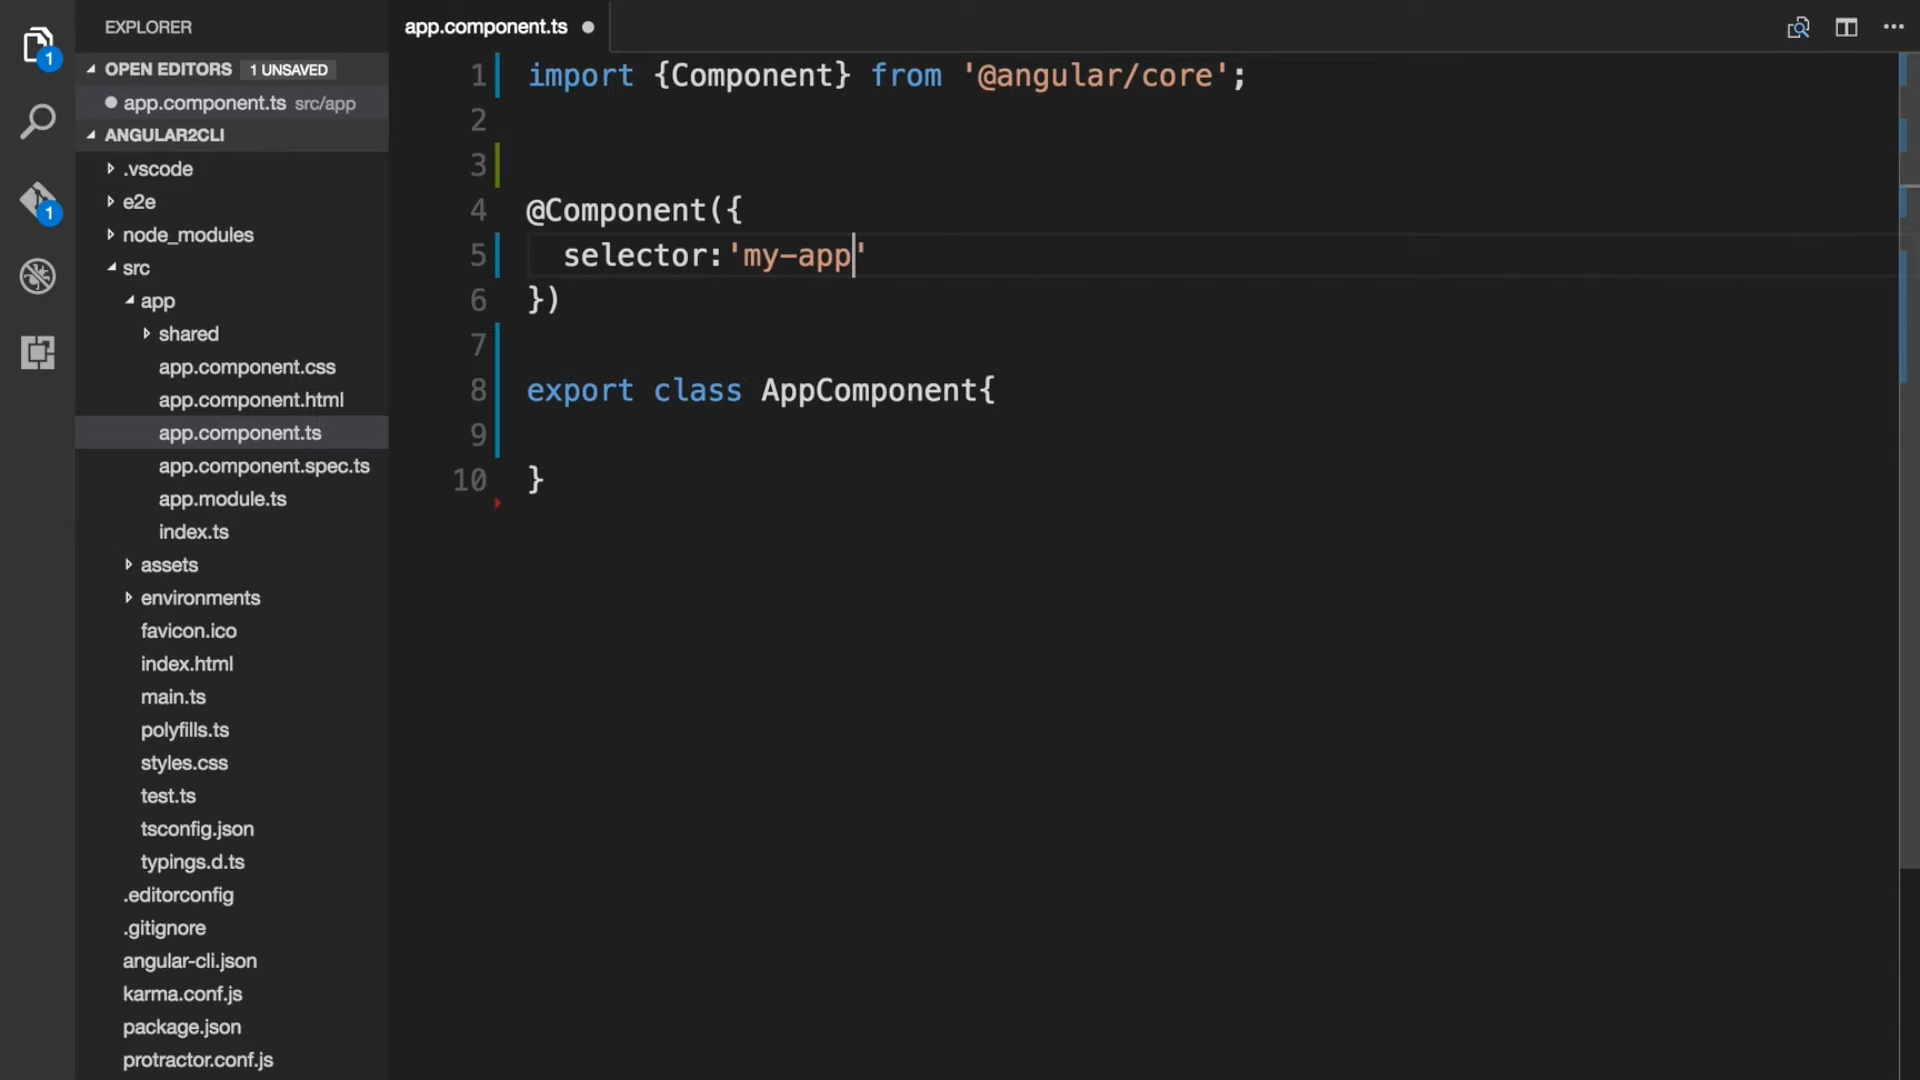 EXPLORER
OPEN EDITORS 1 UNSAVED
app.component.ts src/app
ANGULAR2CLI
.vscode
e2e
node_modules
src
app
shared
app.component.css
app.component.html
app.component.ts
app.component.spec.ts
app.module.ts
index.ts
assets
environments
favicon.ico
index.html
main.ts
polyfills.ts
styles.css
test.ts
tsconfig.json
typings.d.ts
.editorconfig
.gitignore
angular-cli.json
karma.conf.js
package.json
protractor.conf.js
1
1
app.component.ts
1 import {Component} from '@angular/core';
2
3
4 @Component({
5   selector:'my-app'
6 })
7
8 export class AppComponent{
9
10 }